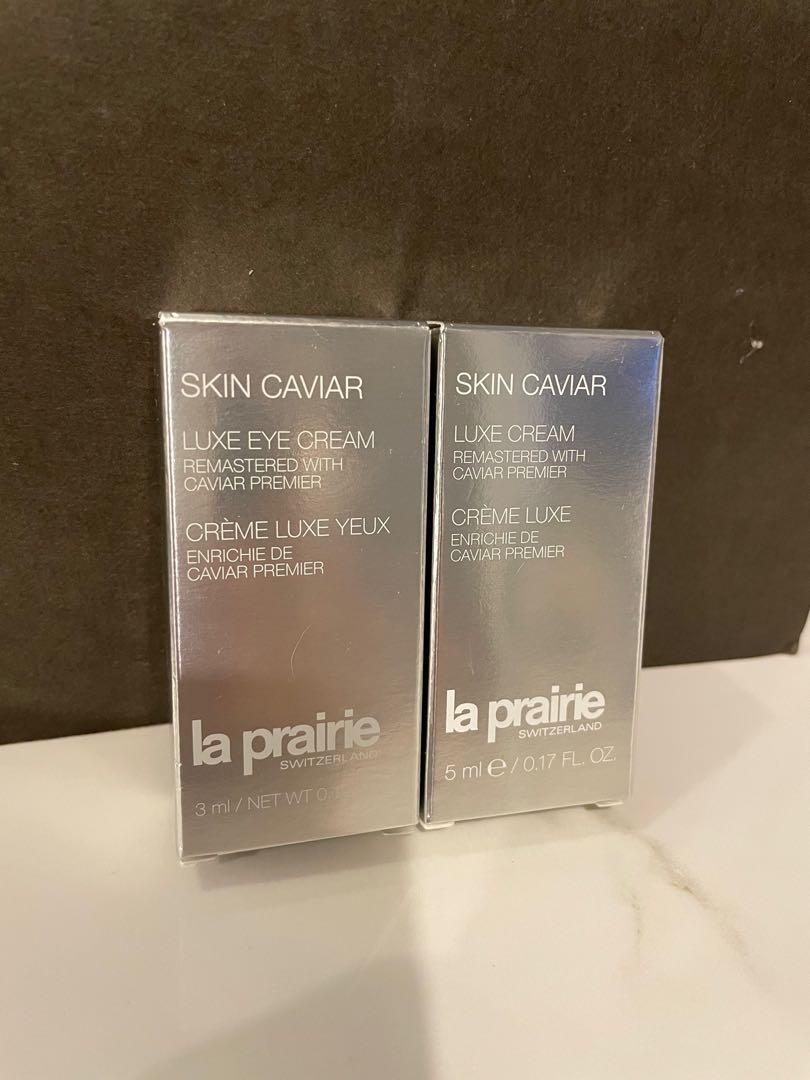 SKIN CAVIAR
LUXE EYE CREAM
REMASTERED WITH
CAVIAR PREMIER
CRÈME LUXE YEUX
ENRICHIE DE
CAVIAR PREMIER
la prairie
SWITZERLAND
3 ml / NET WT
SKIN CAVIAR
LUXE CREAM
REMASTERED WITH
CAVIAR PREMIER
CRÈME LUXE
ENRICHIE DE
CAVIAR PREMIER
la prairie
SWITZERLAND
5 ml ℮ / 0.17 FL. OZ.